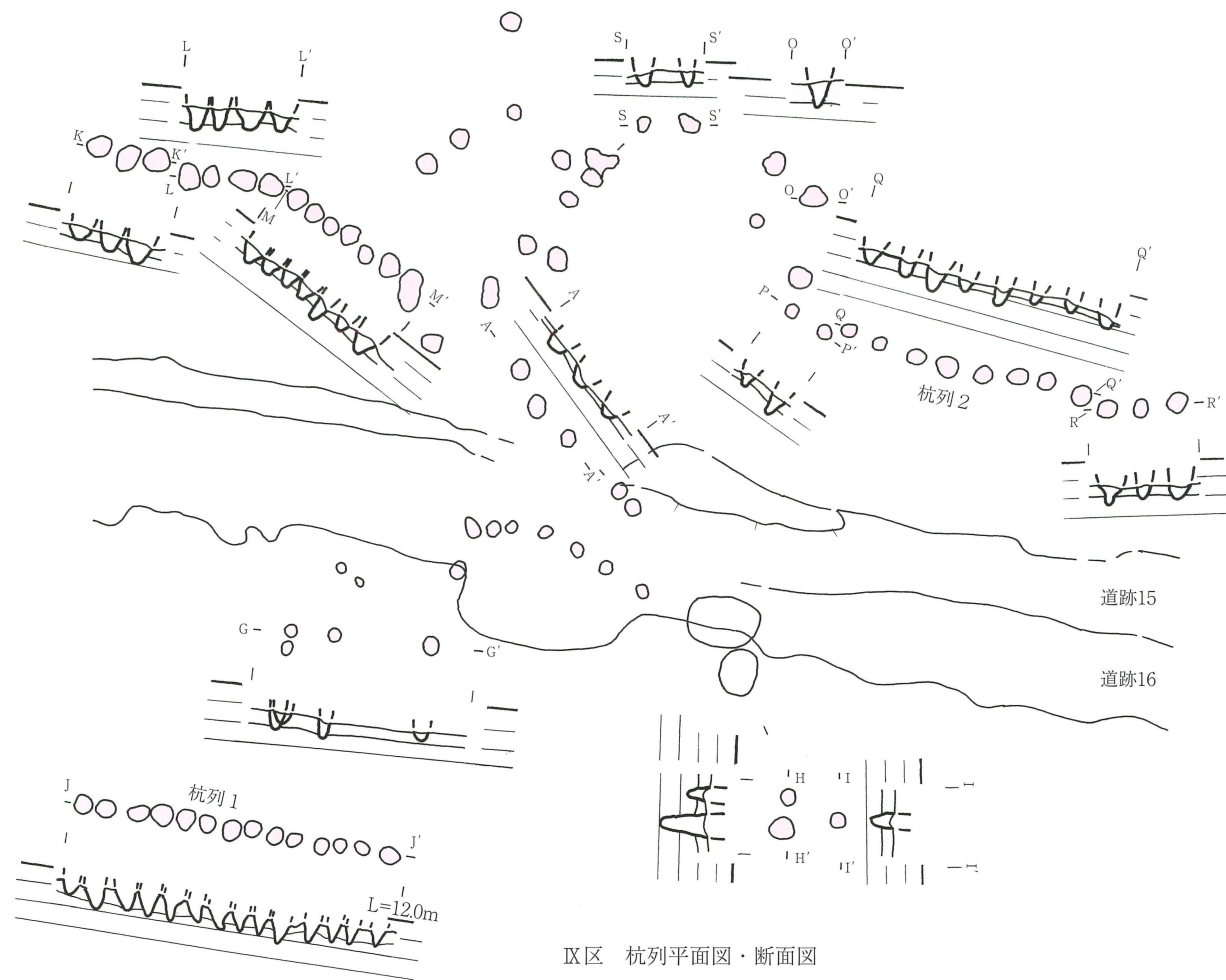 L
L'
S
S'
O
O'
K
K'
L
L'
M
S
S'
O
O'
Q
Q'
M'
A
A
P
Q
P'
杭列2
Q'
R
R'
A'
A'
道跡15
G
G'
道跡16
J
杭列1
J'
H
I
H'
I'
I
I'
L=12.0m
Ⅸ区 杭列平面図・断面図